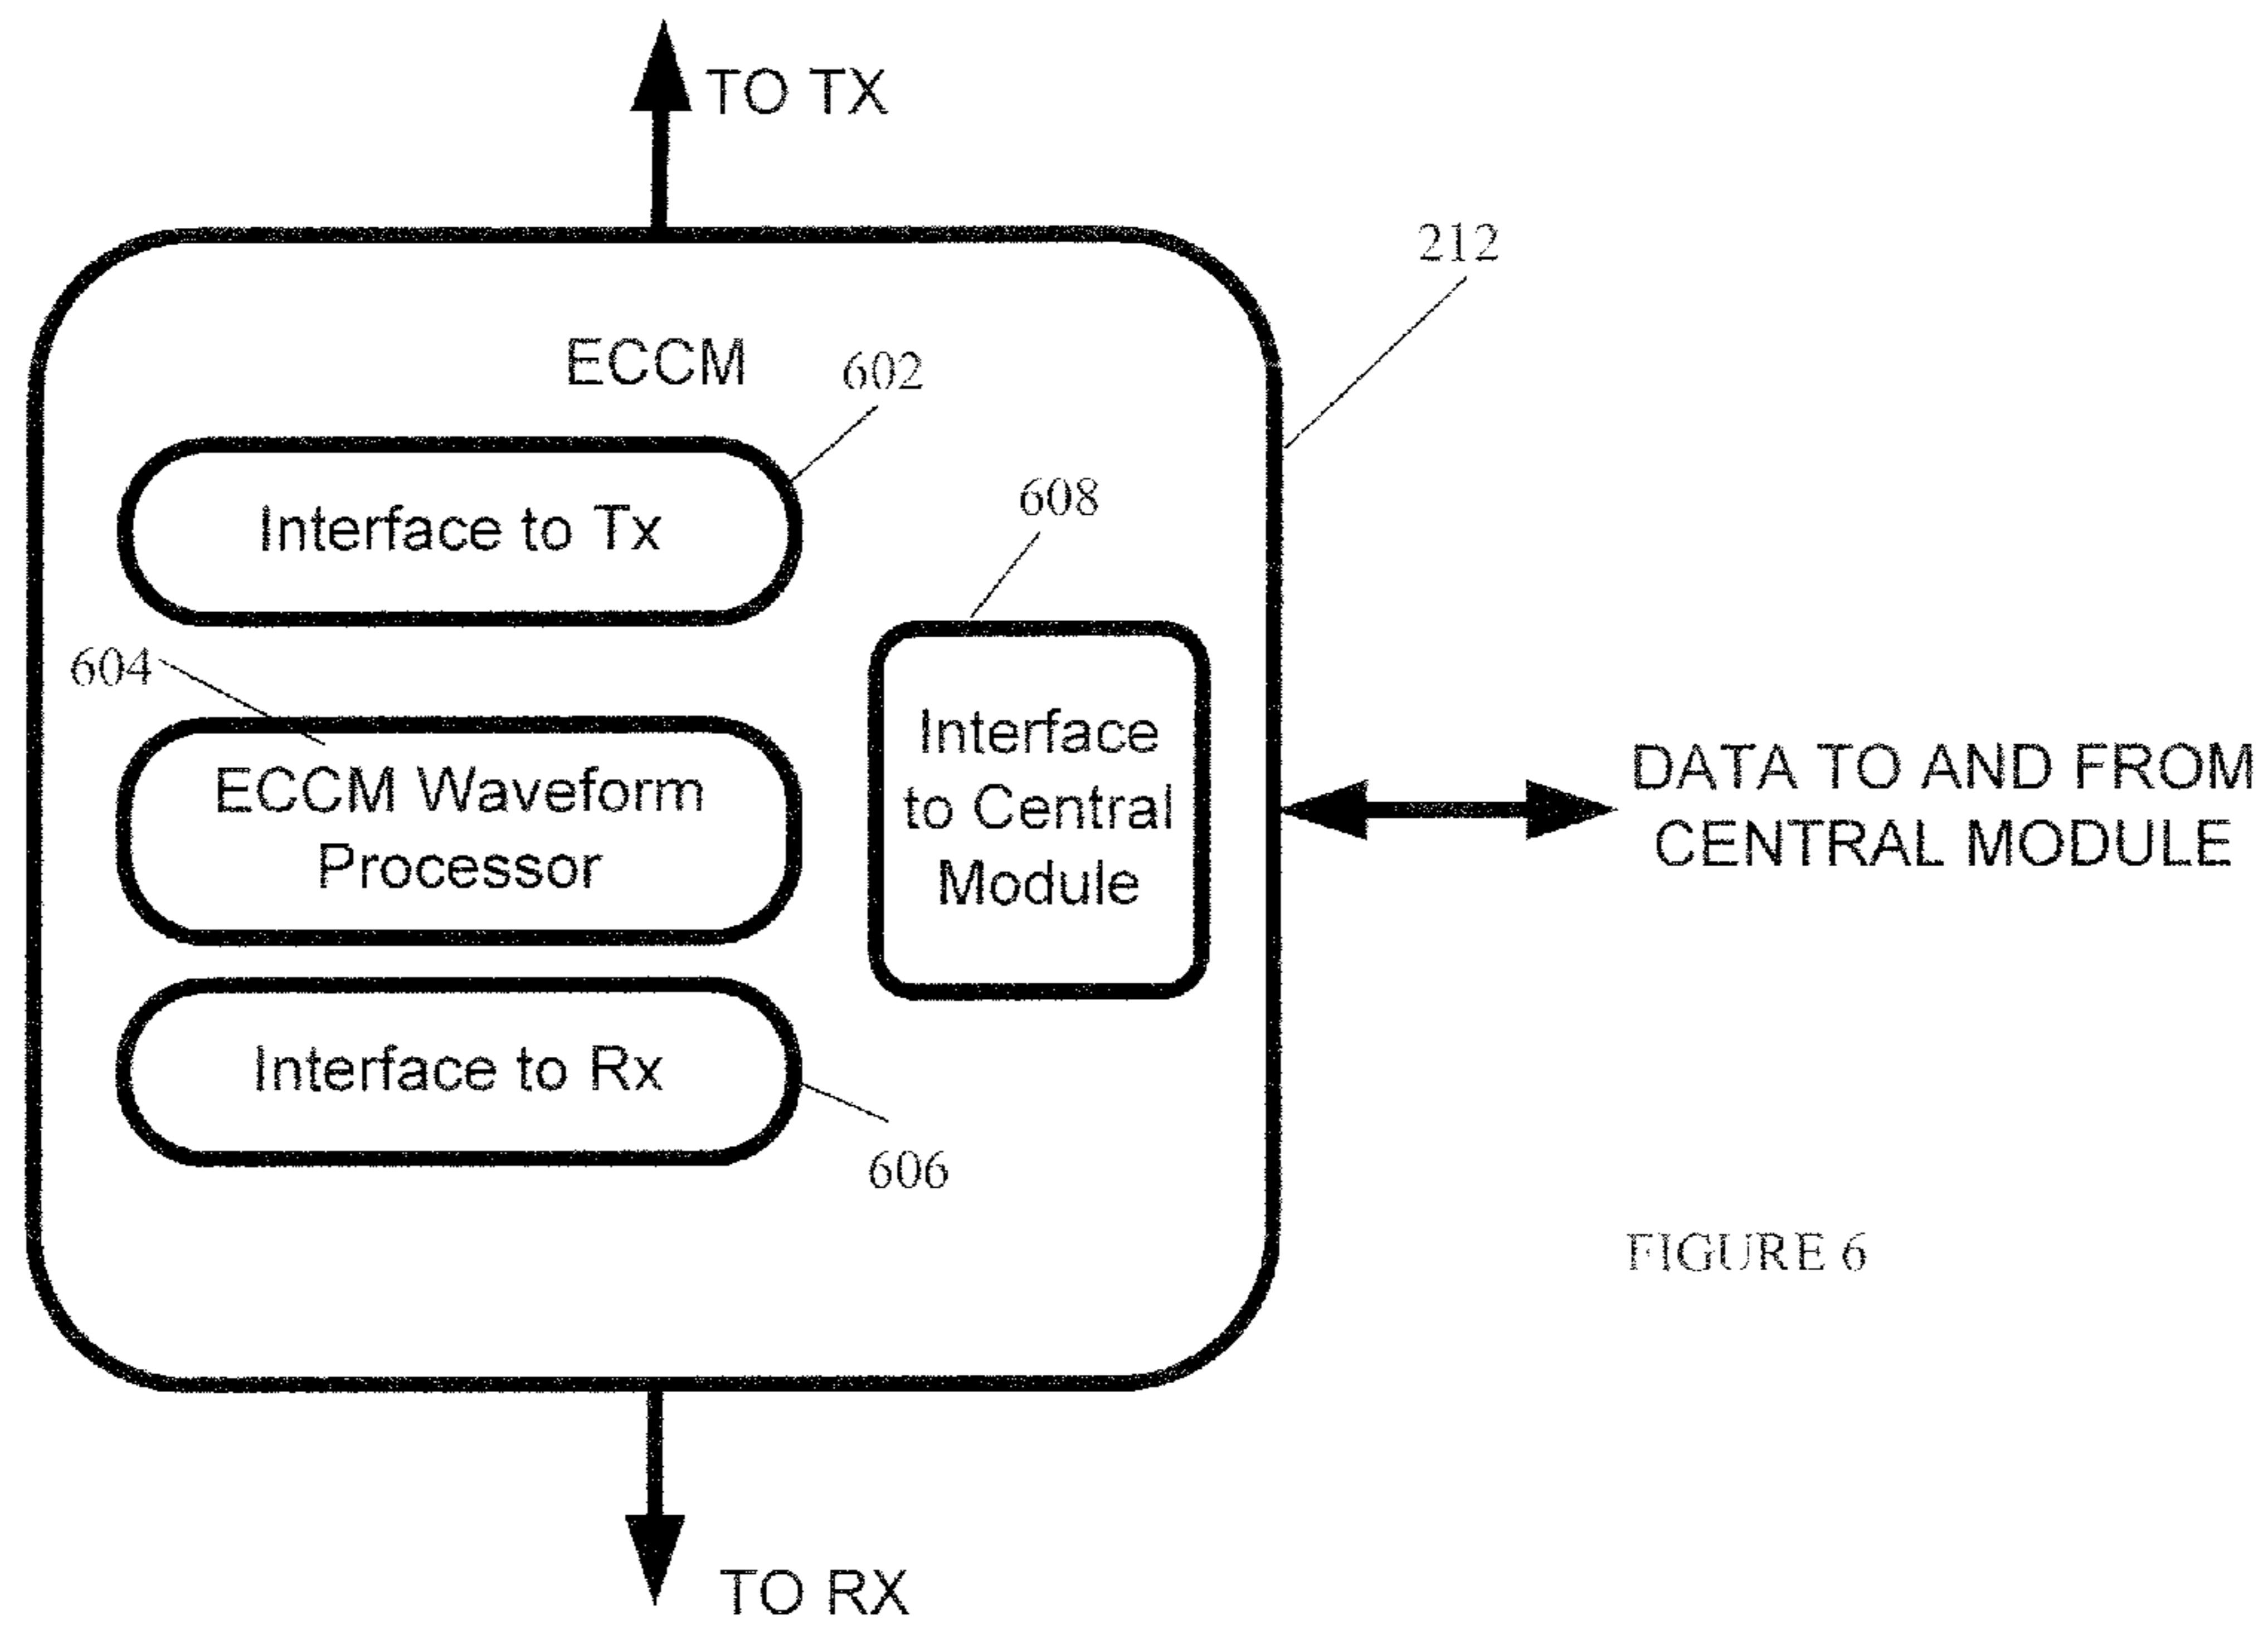 TO TX
212
ECCM
602
Interface to Tx
608
604
Interface
to Central
Module
ECCM Waveform
Processor
DATA TO AND FROM
CENTRAL MODULE
Interface to Rx
606
FIGURE 6
TO RX